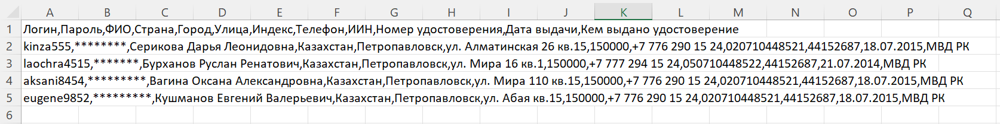 A B C D E F G H I J K L M N O P Q
1 Логин,Пароль,ФИО,Страна,Город,Улица,Индекс,Телефон,ИИН,Номер удостоверения,Дата выдачи,Кем выдано удостоверение
2 kinza555,********,Серикова Дарья Леонидовна,Казахстан,Петропавловск,ул. Алматинская 26 кв.15,150000,+7 776 290 15 24,020710448521,44152687,18.07.2015,МВД РК
3 laochra4515,*******,Бурханов Руслан Ренатович,Казахстан,Петропавловск,ул. Мира 16 кв.1,150000,+7 777 294 15 24,050710448522,44152687,21.07.2014,МВД РК
4 aksani8454,*********,Вагина Оксана Александровна,Казахстан,Петропавловск,ул. Мира 110 кв.15,150000,+7 776 290 15 24,020710448521,44152687,18.07.2015,МВД РК
5 eugene9852,*********,Кушманов Евгений Валерьевич,Казахстан,Петропавловск,ул. Абая кв.15,150000,+7 776 290 15 24,020710448521,44152687,18.07.2015,МВД РК
6